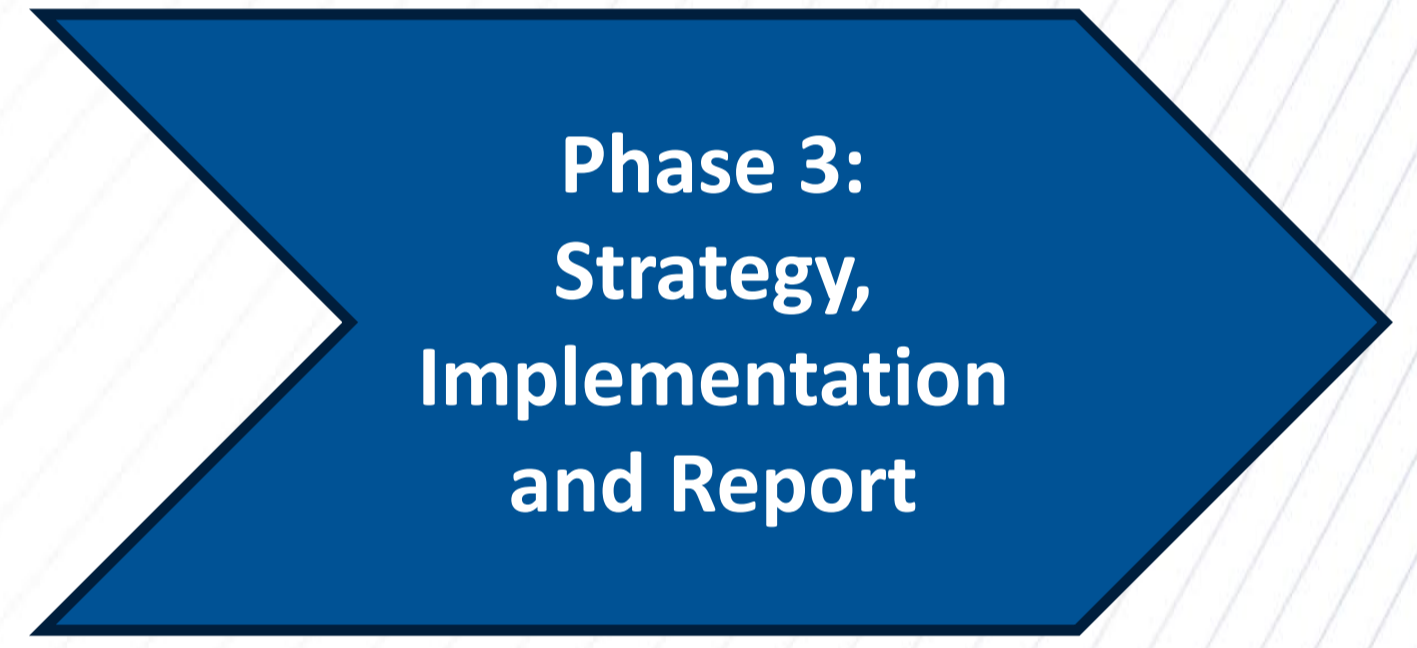 Phase 3:
Strategy,
Implementation
and Report